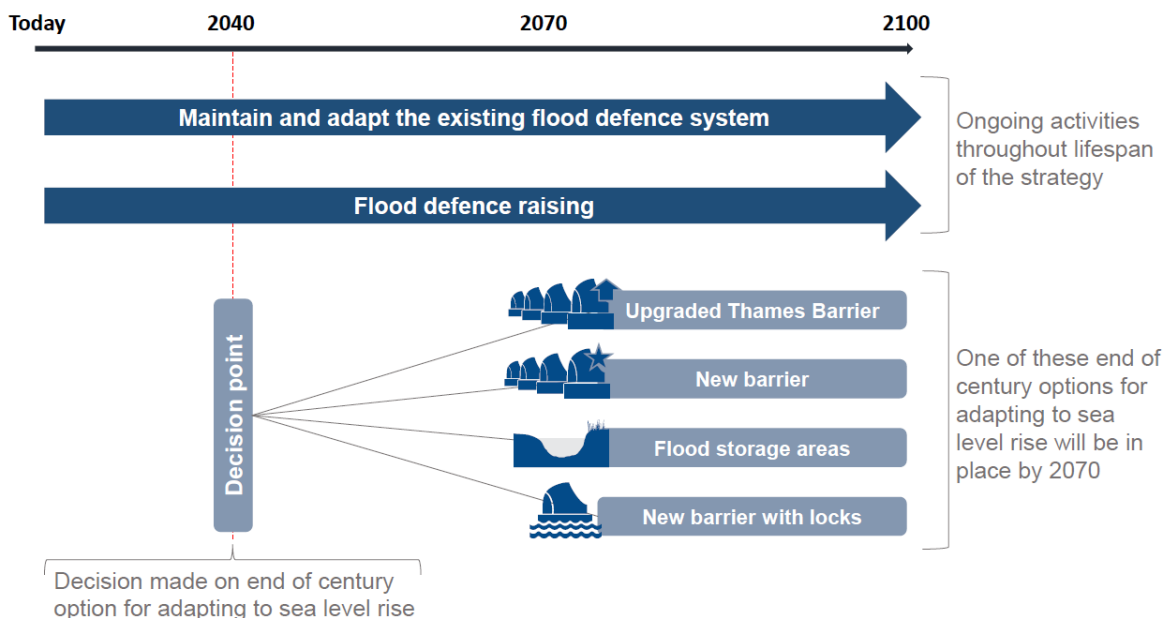 Today
2040
2070
2100
Maintain and adapt the existing flood defence system
Flood defence raising
Ongoing activities
throughout lifespan
of the strategy
Decision point
Upgraded Thames Barrier
New barrier
Flood storage areas
New barrier with locks
One of these end of
century options for
adapting to sea
level rise will be in
place by 2070
Decision made on end of century
option for adapting to sea level rise